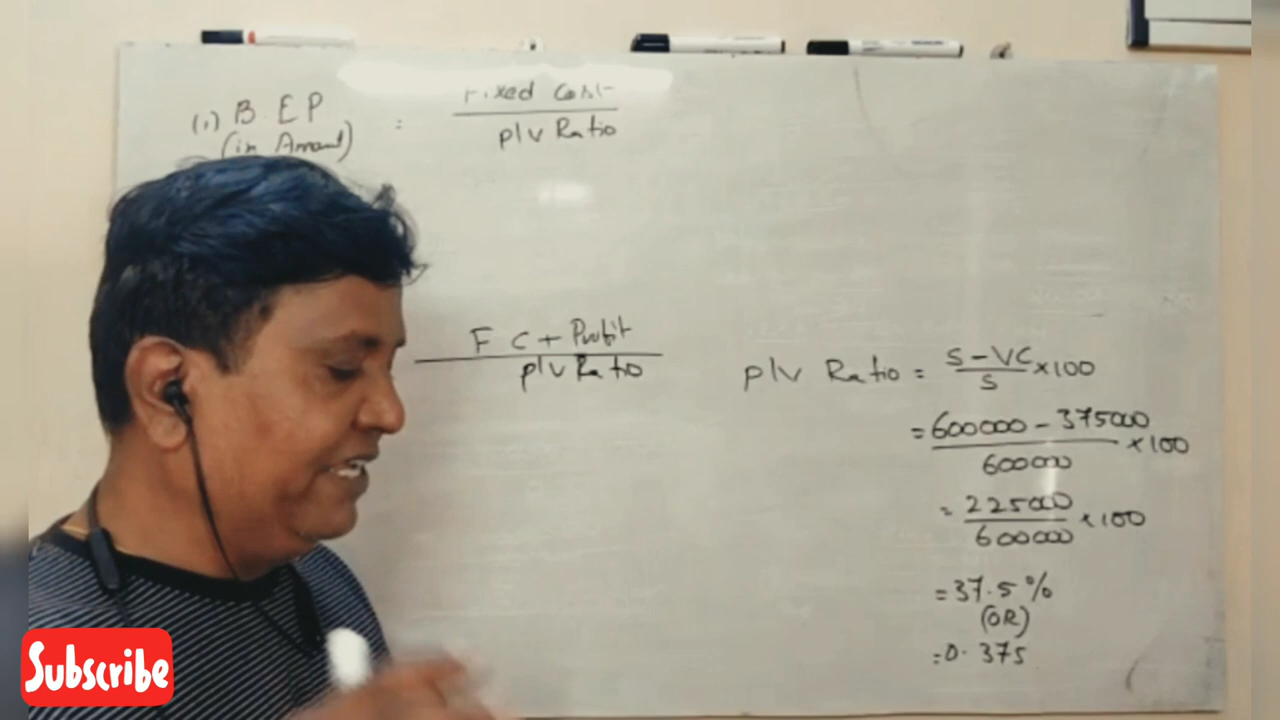 (1) B.EP = Fixed Cost
(in Amount) P/V Ratio
F C + Profit
P/V Ratio
P/V Ratio = S-VC ×100
S
= 600000 - 375000 ×100
600000
= 225000 ×100
600000
= 37.5%
(OR)
= 0.375
Subscribe